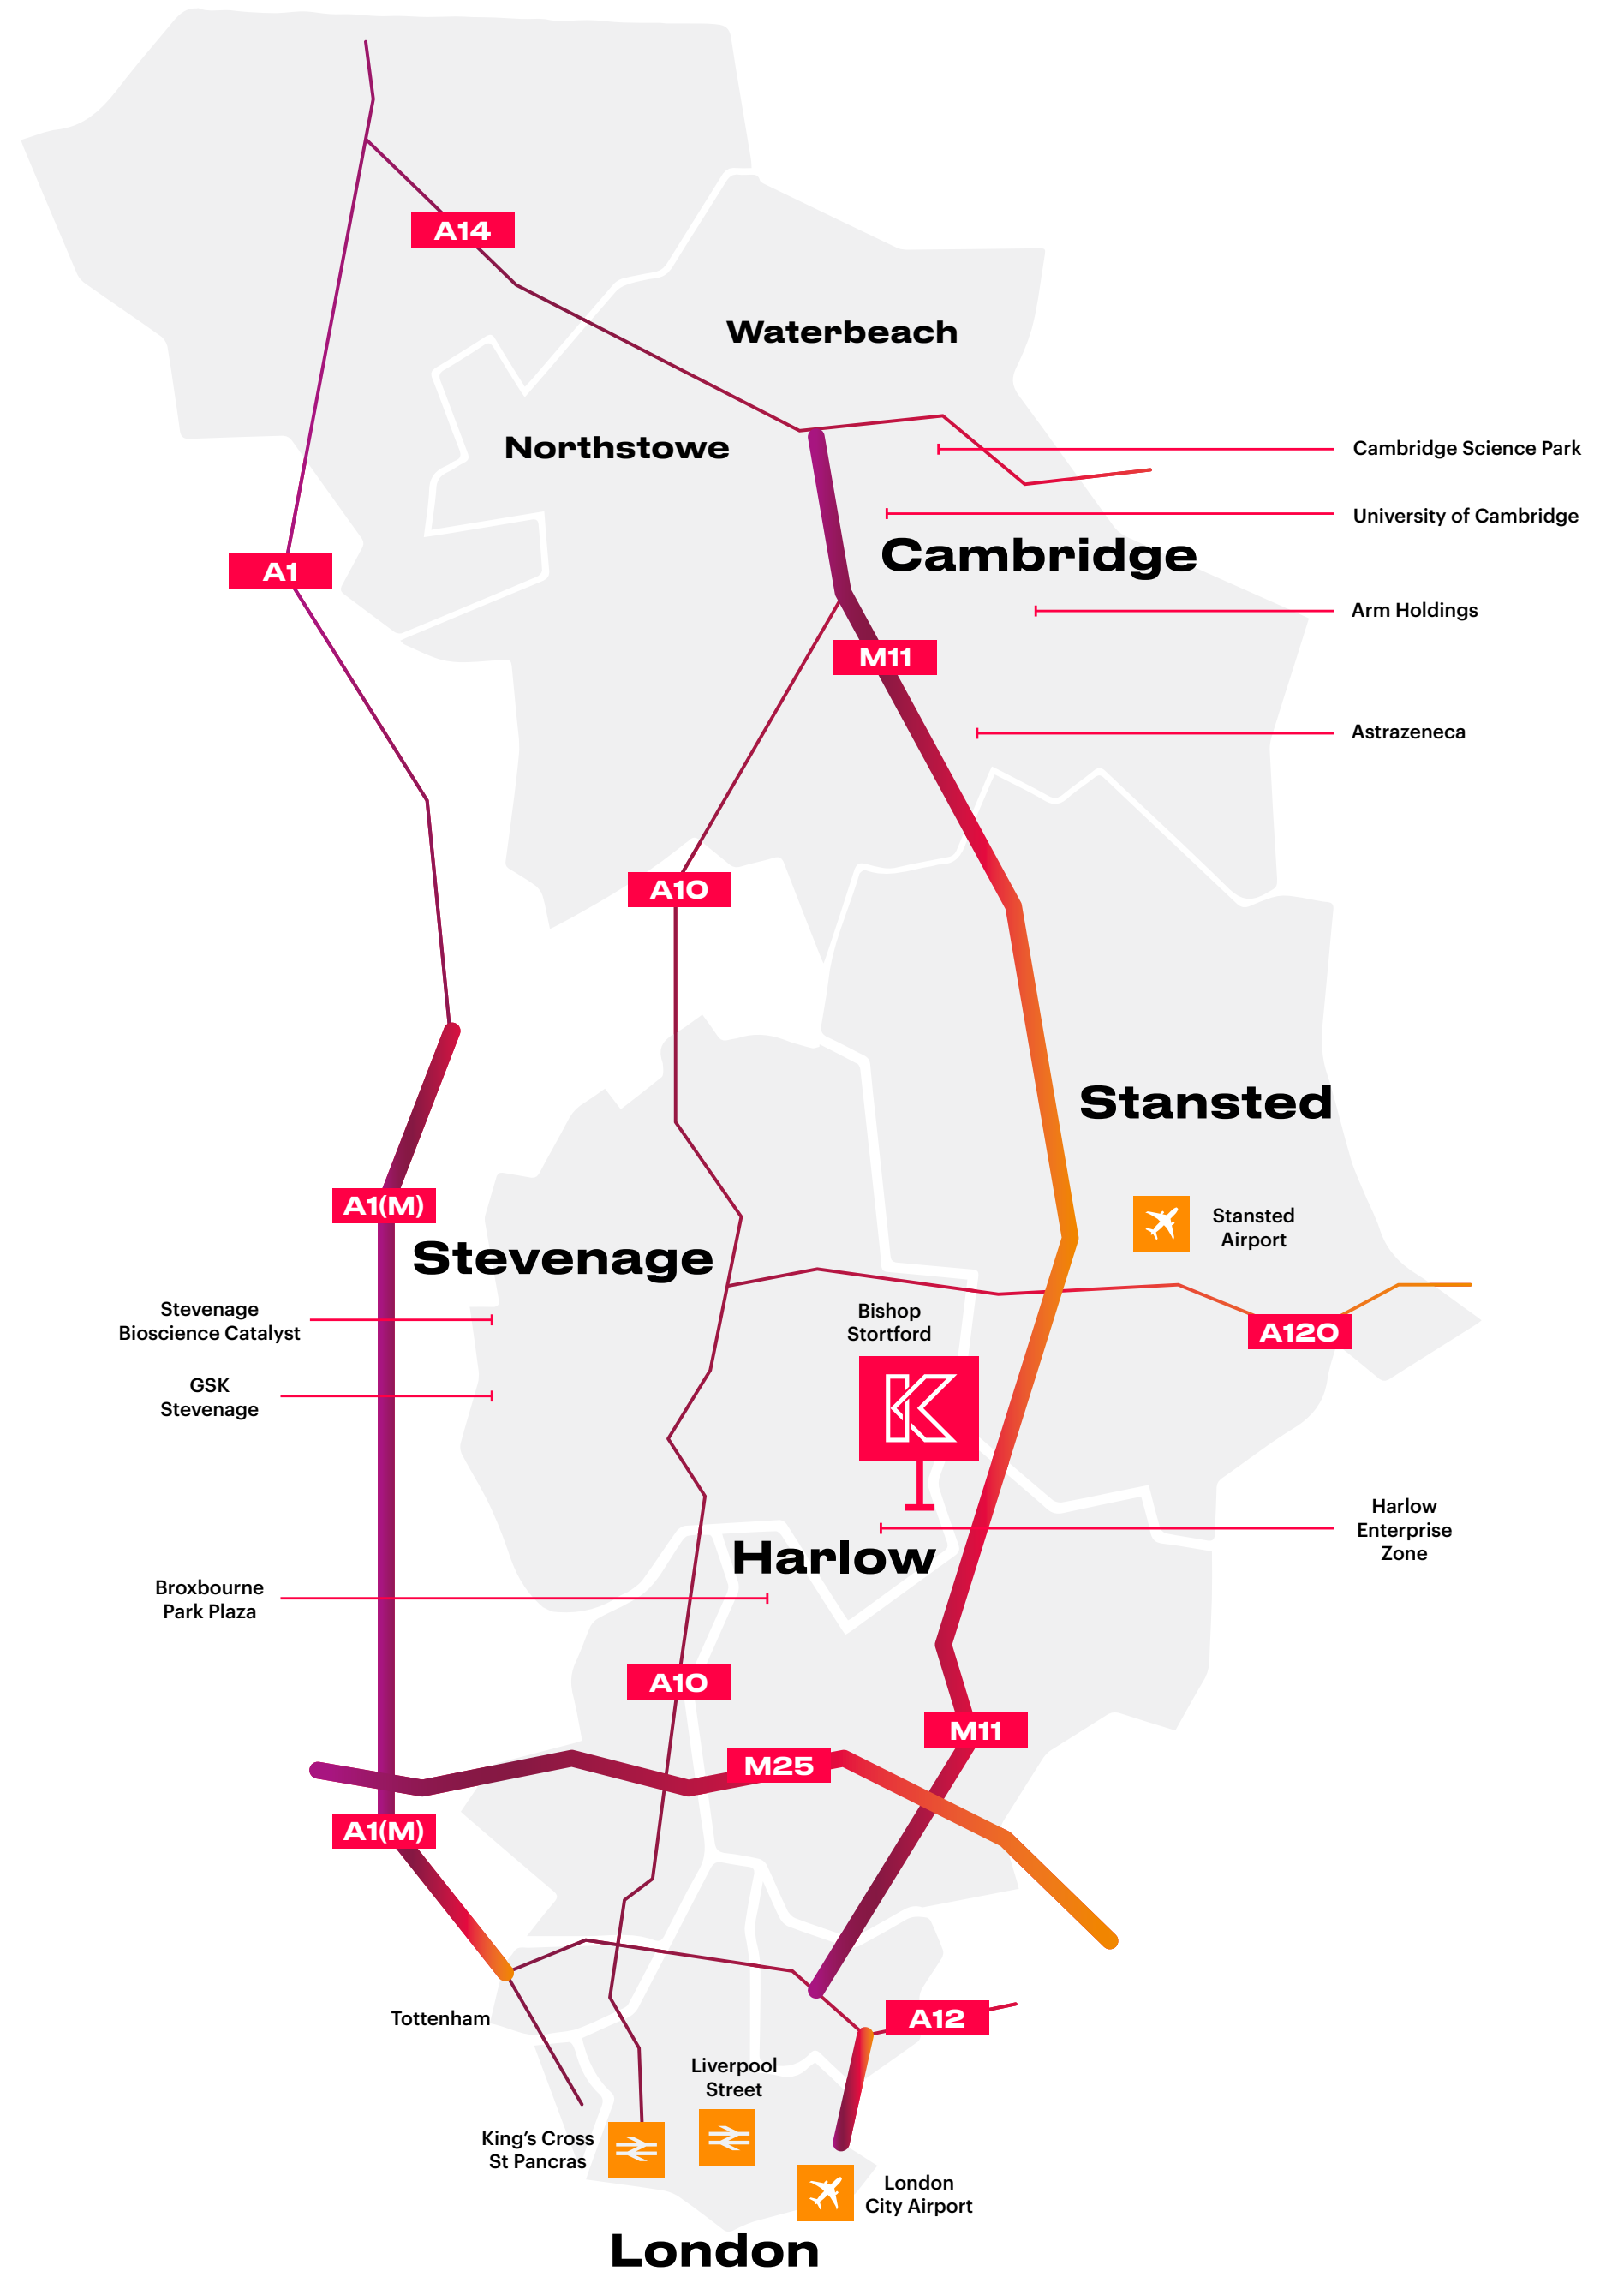 A14
Waterbeach
Northstowe
Cambridge Science Park
University of Cambridge
Cambridge
A1
Arm Holdings
M11
Astrazeneca
A10
Stansted
A1(M)
Stansted
Airport
Stevenage
Stevenage
Bioscience Catalyst
Bishop
Stortford
A120
GSK
Stevenage
K
Harlow
Enterprise
Zone
Harlow
Broxbourne
Park Plaza
A10
M11
M25
A1(M)
Tottenham
A12
Liverpool
Street
King’s Cross
St Pancras
London
City Airport
London